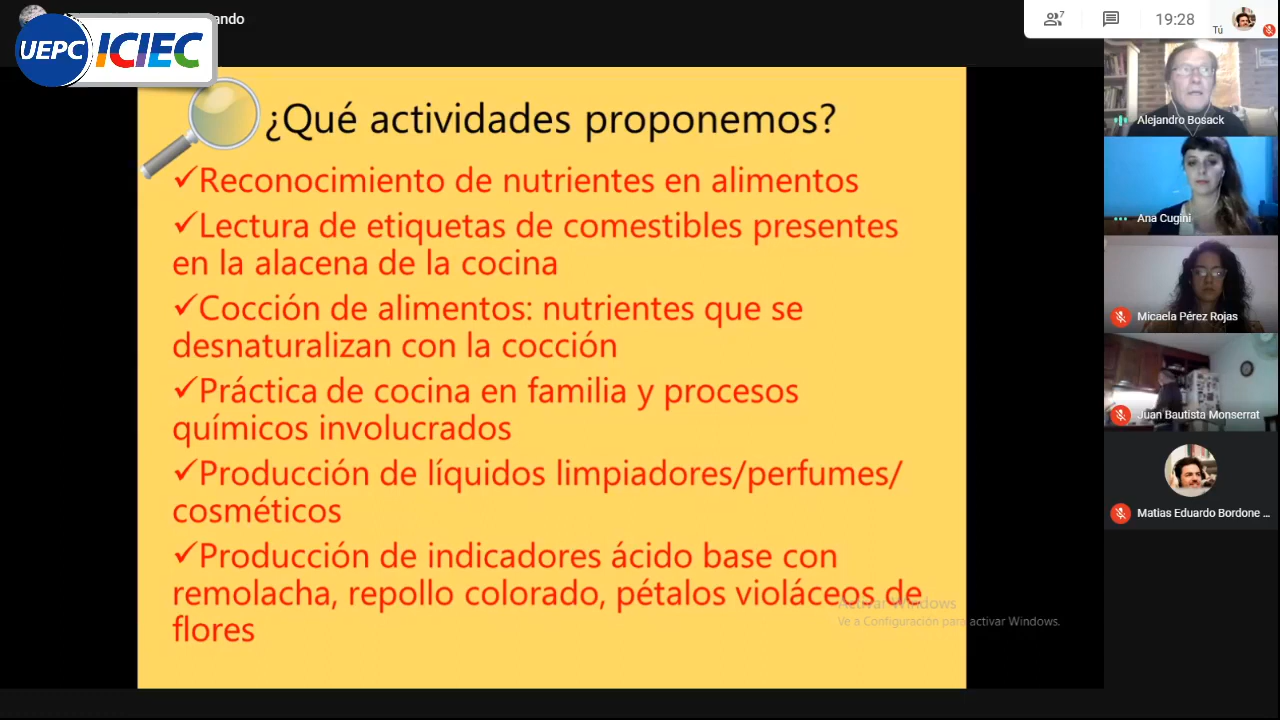 ando
UEPC
ICIEC
7
19:28
Tú
¿Qué actividades proponemos?
✓Reconocimiento de nutrientes en alimentos
✓Lectura de etiquetas de comestibles presentes
en la alacena de la cocina
✓Cocción de alimentos: nutrientes que se
desnaturalizan con la cocción
✓Práctica de cocina en familia y procesos
químicos involucrados
✓Producción de líquidos limpiadores/perfumes/
cosméticos
✓Producción de indicadores ácido base con
remolacha, repollo colorado, pétalos violáceos de
flores
Activar Windows
Ve a Configuración para activar Windows.
Alejandro Bosack
Ana Cugini
Micaela Pérez Rojas
Juan Bautista Monserrat
Matias Eduardo Bordone ...